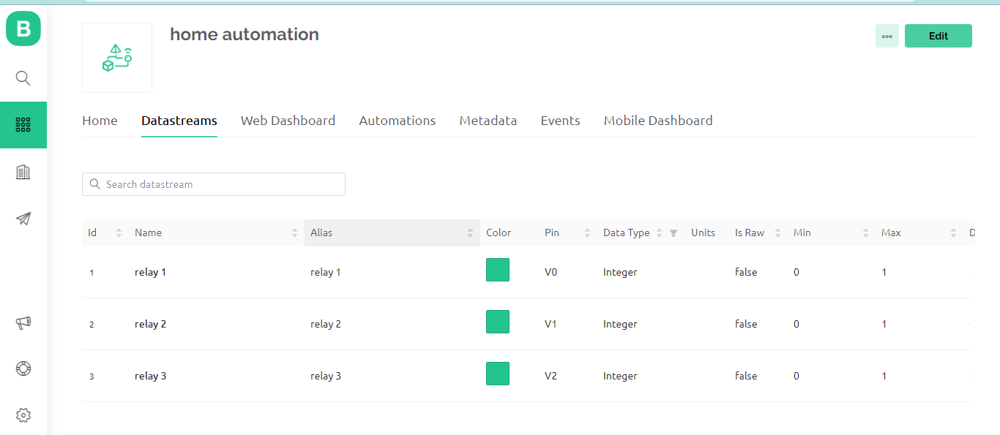 B
home automation
Edit
Home Datastreams Web Dashboard Automations Metadata Events Mobile Dashboard
Search datastream
Id Name Alias Color Pin Data Type Units Is Raw Min Max
1 relay 1 relay 1 V0 Integer false 0 1
2 relay 2 relay 2 V1 Integer false 0 1
3 relay 3 relay 3 V2 Integer false 0 1